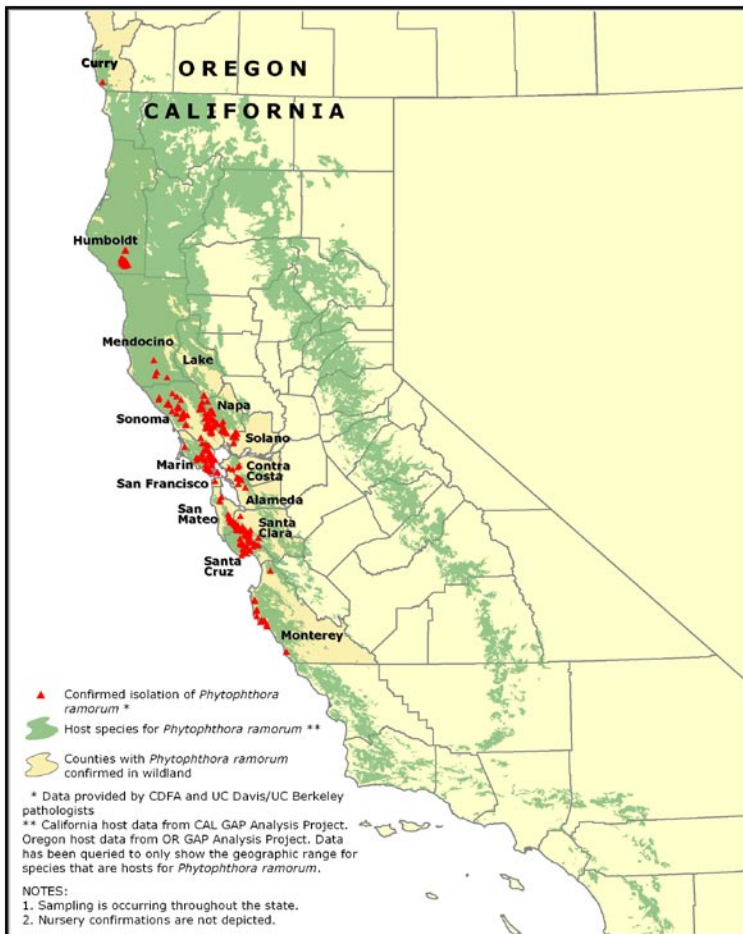 Curry
OREGON
CALIFORNIA
Humboldt
Mendocino
Lake
Napa
Sonoma
Solano
Marin
Contra
Costa
San Francisco
Alameda
San
Mateo
Santa
Clara
Santa
Cruz
Monterey
Confirmed isolation of Phytophthora
ramorum *
Host species for Phytophthora ramorum **
Counties with Phytophthora ramorum
confirmed in wildland
* Data provided by CDFA and UC Davis/UC Berkeley
pathologists
** California host data from CAL GAP Analysis Project.
Oregon host data from OR GAP Analysis Project. Data
has been queried to only show the geographic range for
species that are hosts for Phytophthora ramorum.
NOTES:
1. Sampling is occurring throughout the state.
2. Nursery confirmations are not depicted.